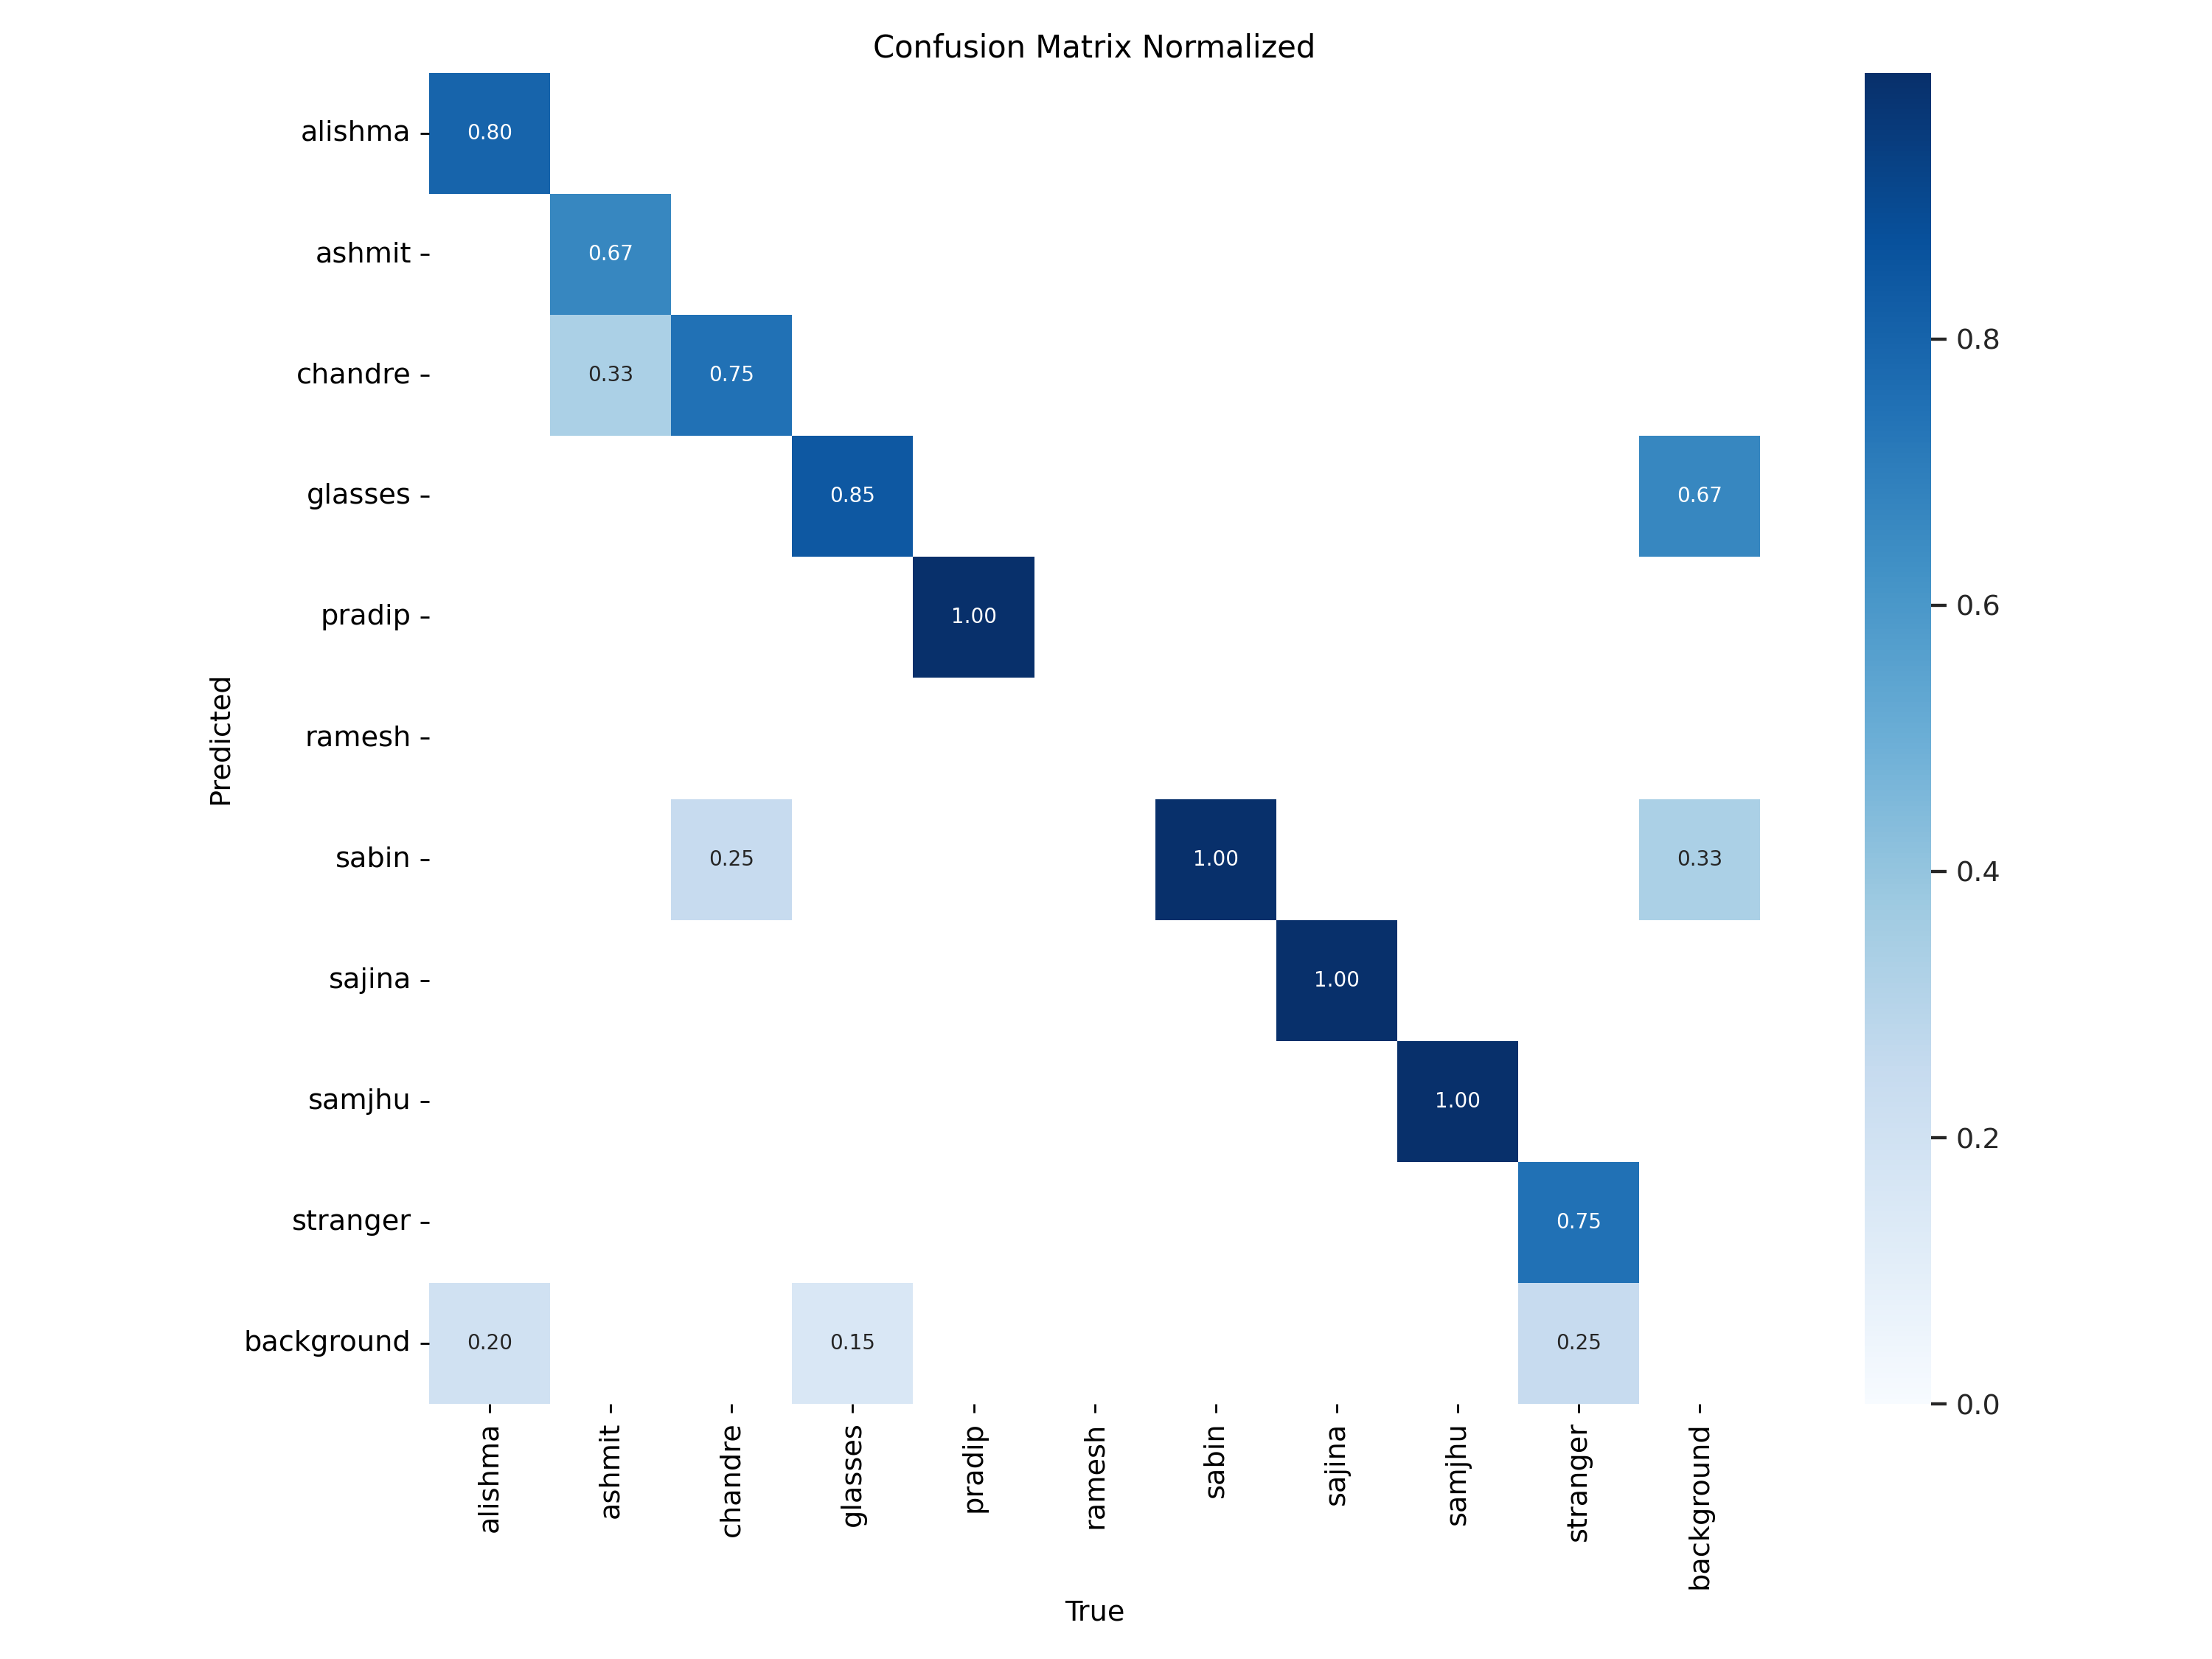 Confusion Matrix Normalized
Predicted
alishma
0.80
ashmit
0.67
chandre
0.33
0.75
glasses
0.85
0.67
pradip
1.00
ramesh
sabin
0.25
1.00
0.33
sajina
1.00
samjhu
1.00
stranger
0.75
background
0.20
0.15
0.25
alishma
ashmit
chandre
glasses
pradip
ramesh
sabin
sajina
samjhu
stranger
background
True
0.8
0.6
0.4
0.2
0.0